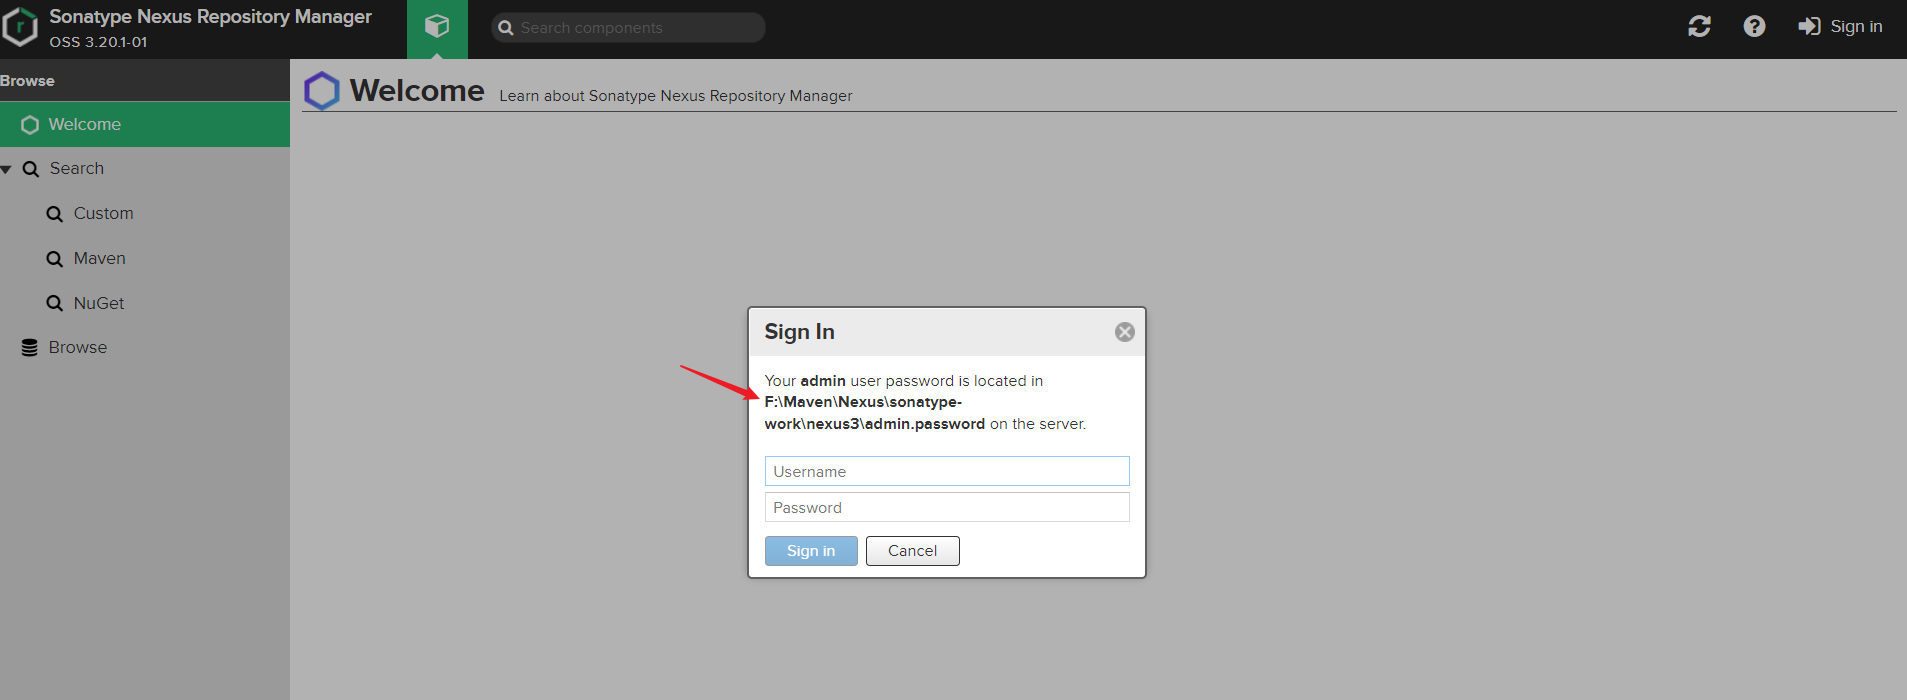 Sonatype Nexus Repository Manager
OSS 3.20.1-01
Search components
Sign in
Browse
Welcome
Search
Custom
Maven
NuGet
Browse
Welcome Learn about Sonatype Nexus Repository Manager
Sign In
Your admin user password is located in
F:\Maven\Nexus\sonatype-
work\nexus3\admin.password on the server.
Username
Password
Sign in
Cancel